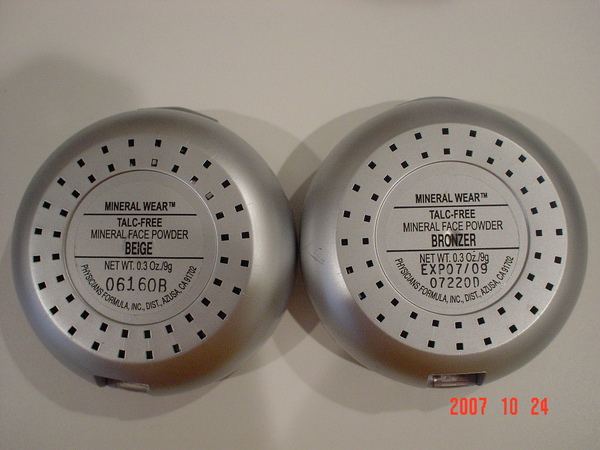 MINERAL WEAR™
TALC-FREE
MINERAL FACE POWDER
BEIGE
NET WT. 0.3 Oz./9g
06160B
PHYSICIANS FORMULA, INC., DIST., AZUSA, CA 91702
MINERAL WEAR™
TALC-FREE
MINERAL FACE POWDER
BRONZER
NET WT. 0.3 Oz./9g
EXP07/09
07220D
PHYSICIANS FORMULA, INC., DIST., AZUSA, CA 91702
2007 10 24